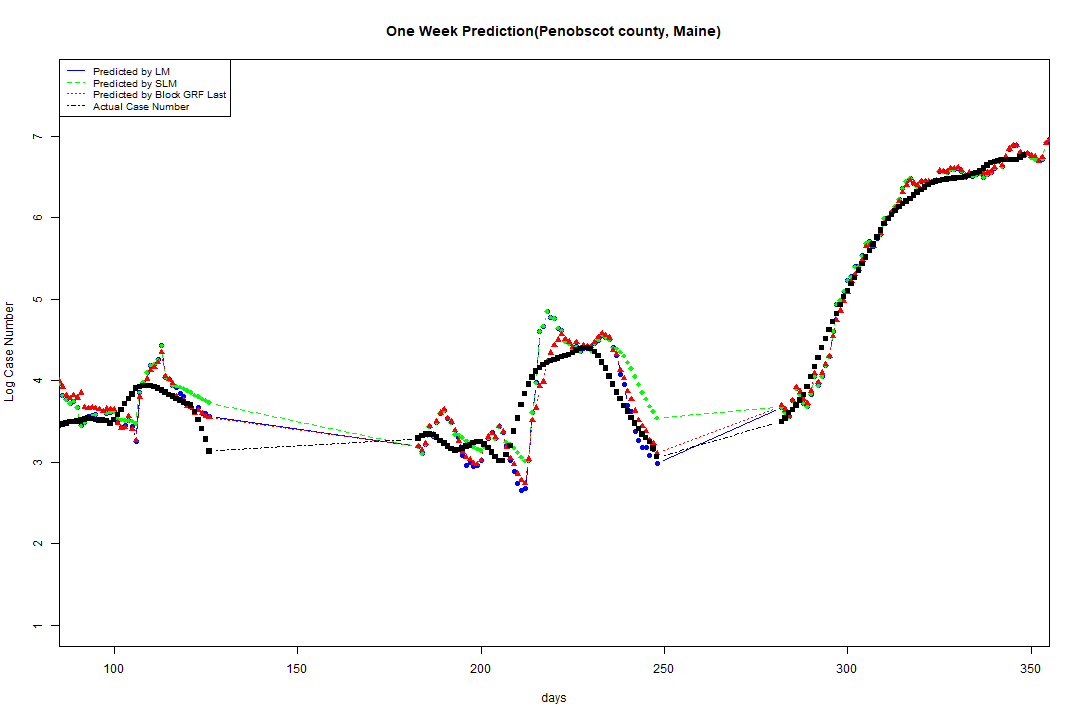 One Week Prediction(Penobscot county, Maine)
Predicted by LM
Predicted by SLM
Predicted by Block GRF Last
Actual Case Number
7
6
5
4
3
2
1
Log Case Number
100 150 200 250 300 350
days